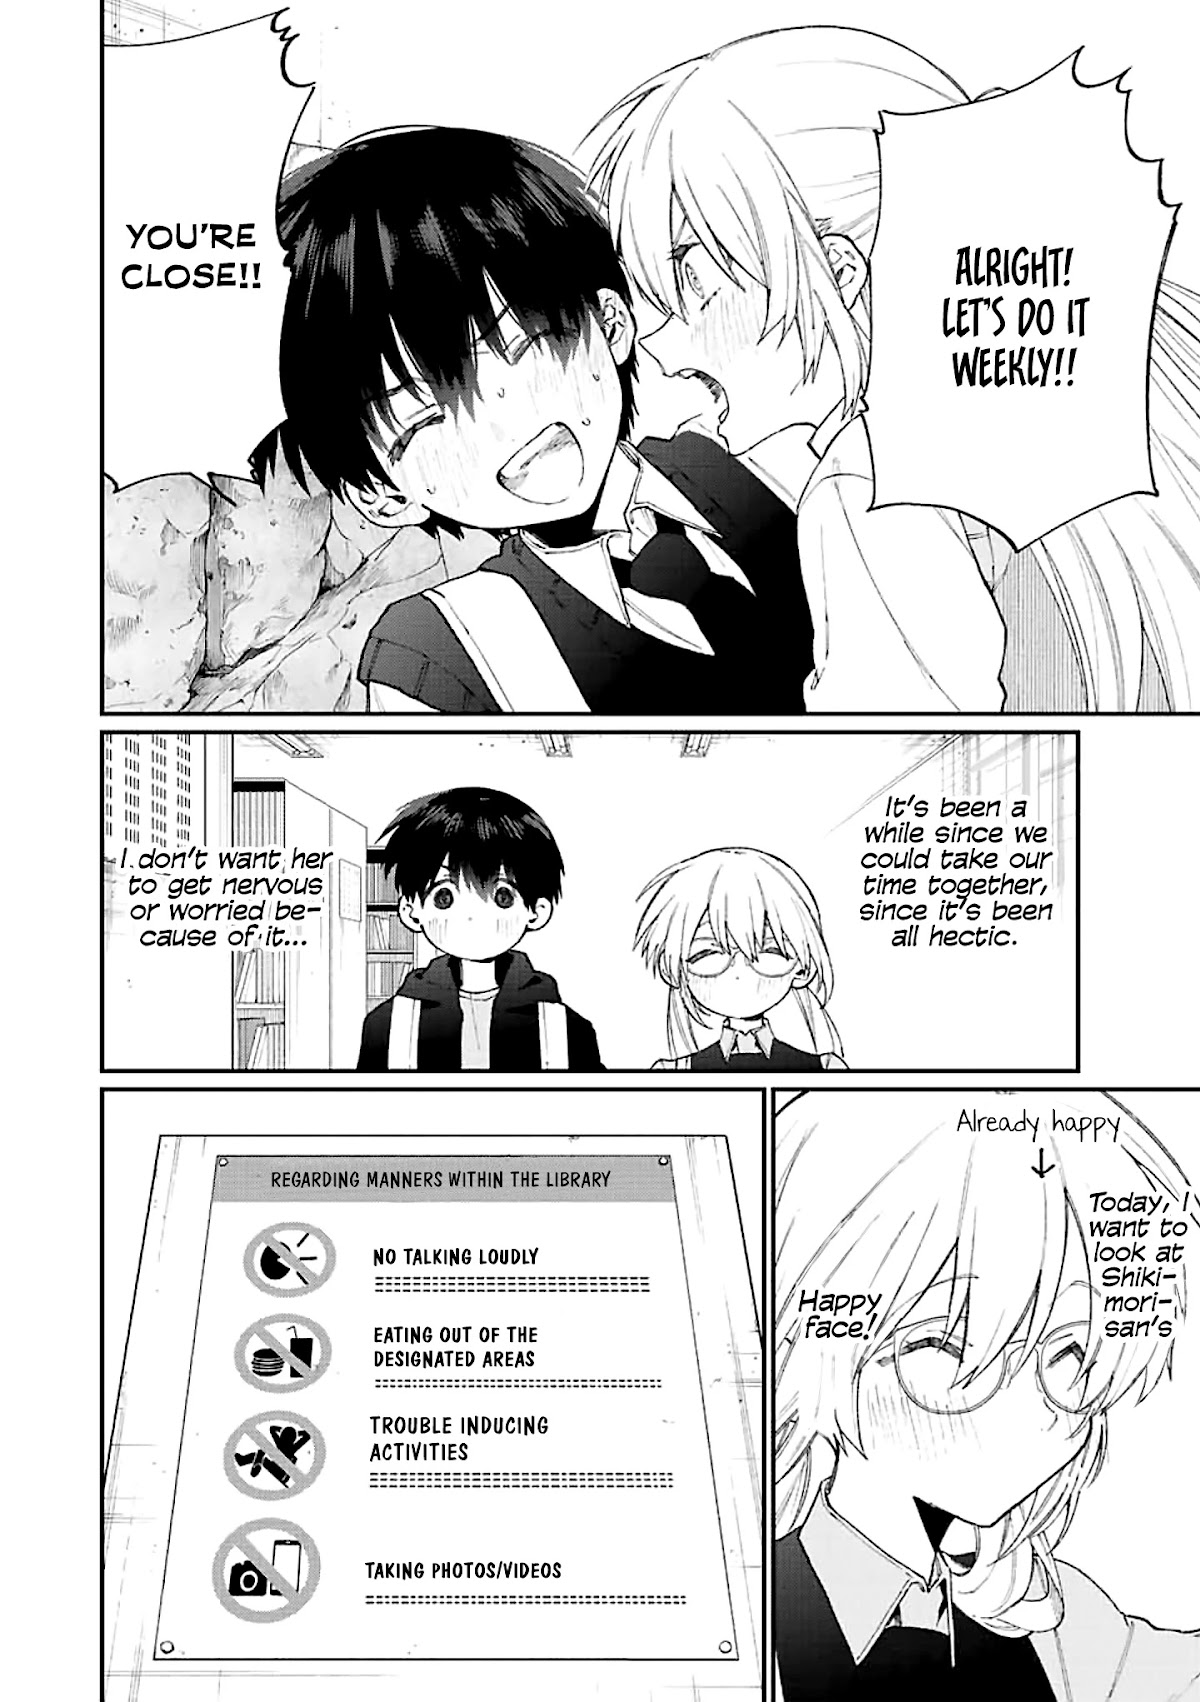 ALRIGHT!
LET'S DO IT
WEEKLY!!
YOU'RE
CLOSE!!
It's been a
while since we
could take our
time together,
since it's been
all hectic.
I don't want her
to get nervous
or worried be-
cause of it...
Already happy
Today, I
want to
look at
Shiki-
mori-
san's
Happy
face!
REGARDING MANNERS WITHIN THE LIBRARY
NO TALKING LOUDLY
EATING OUT OF THE
DESIGNATED AREAS
TROUBLE INDUCING
ACTIVITIES
TAKING PHOTOS/VIDEOS